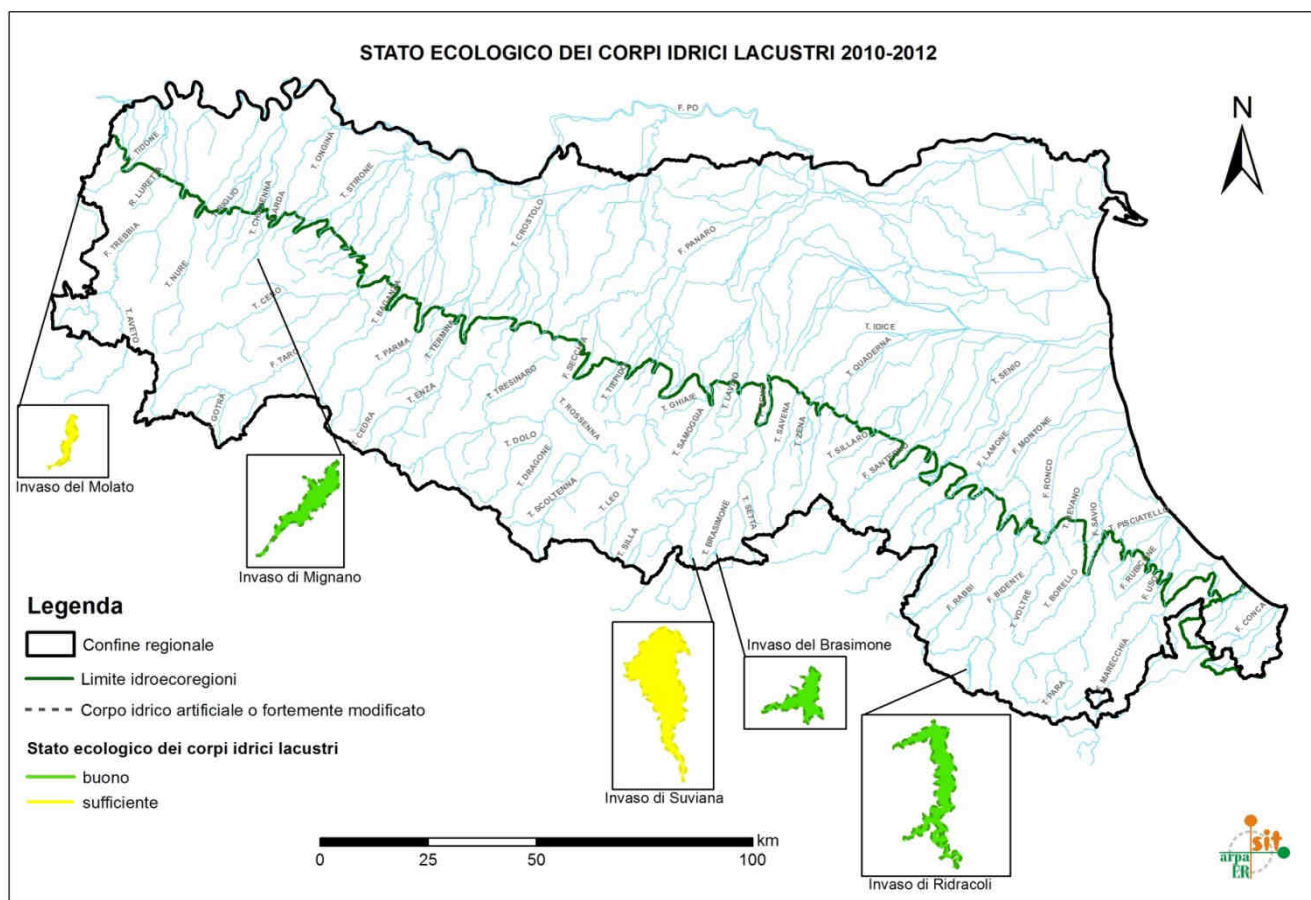 STATO ECOLOGICO DEI CORPI IDRICI LACUSTRI 2010-2012
N
F. PO
TIDONE
R. LURETTA
T. ONGINA
T. STIRONE
T. CHIAVENNA
ARDA
F. TREBBIA
T. NURE
T. CROSTOLO
F. PANARO
T. AVETO
T. CENO
T. BAGANZA
T. PARMA
T. TERMINA
F. TARO
GOTRA
T. CEDRA
T. ENZA
T. TRESINARO
F. SECCHIA
T. TIEPIDO
T. ROSSENNA
T. DOLO
T. DRAGONE
T. SCOLTENNA
T. LEO
T. SILLA
T. GHIAIE
T. SAMOGGIA
T. LAVINO
T. SAVENA
T. ZENA
T. IDICE
T. QUADERNA
T. SILLARO
F. SANTERNO
T. SENIO
F. LAMONE
F. MONTONE
F. RONCO
T. BEVANO
F. SAVIO
T. PISCIATELLO
F. RUBICONE
F. USO
F. CONCA
T. BRASIMONE
T. SETTA
F. RABBI
F. BIDENTE
T. VOLTRE
T. BORELLO
T. PARA
MARECCHIA
Invaso del Molato
Invaso di Mignano
Invaso di Suviana
Invaso del Brasimone
Invaso di Ridracoli
Legenda
Confine regionale
Limite idroecoregioni
Corpo idrico artificiale o fortemente modificato
Stato ecologico dei corpi idrici lacustri
buono
sufficiente
km
0 25 50 100
sit
arpa
ER